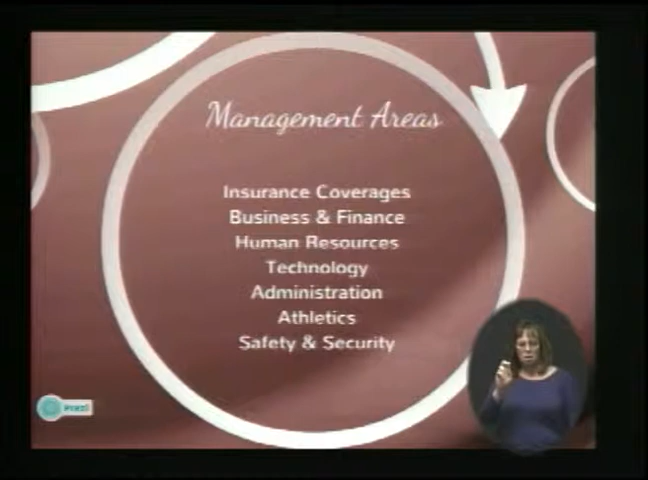 Management Areas
Insurance Coverages
Business & Finance
Human Resources
Technology
Administration
Athletics
Safety & Security